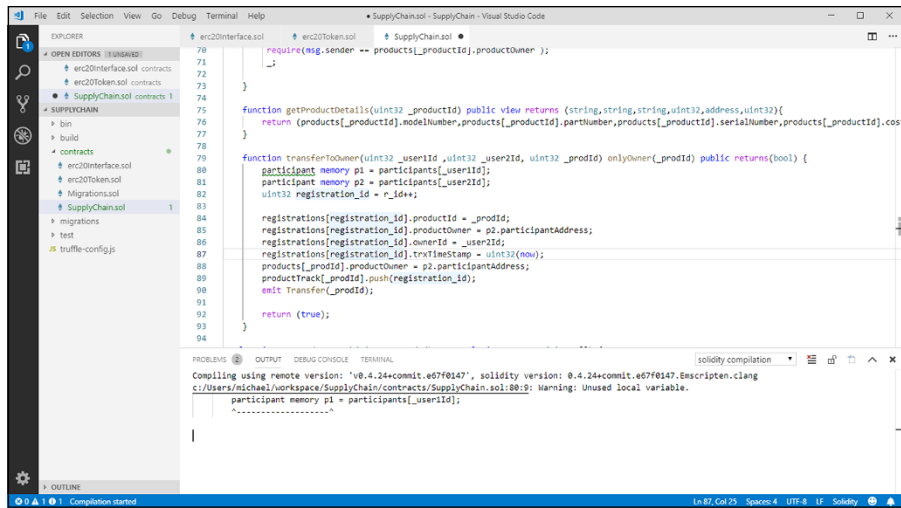 File Edit Selection View Go Debug Terminal Help
● SupplyChain.sol - SupplyChain - Visual Studio Code
EXPLORER
OPEN EDITORS 1 UNSAVED
erc20Interface.sol contracts
erc20Token.sol contracts
● SupplyChain.sol contracts 1
SUPPLYCHAIN
bin
build
contracts
erc20Interface.sol
erc20Token.sol
Migrations.sol
SupplyChain.sol 1
migrations
test
JS truffle-config.js
OUTLINE
1
erc20Interface.sol erc20Token.sol SupplyChain.sol ●
70 require(msg.sender == products[_productId].productOwner );
71 _;
72
73 }
74
75 function getProductDetails(uint32 _productId) public view returns (string,string,string,uint32,address,uint32){
76 return (products[_productId].modelNumber,products[_productId].partNumber,products[_productId].serialNumber,products[_productId].cos
77 }
78
79 function transferToOwner(uint32 _user1Id ,uint32 _user2Id, uint32 _prodId) onlyOwner(_prodId) public returns(bool) {
80 participant memory p1 = participants[_user1Id];
81 participant memory p2 = participants[_user2Id];
82 uint32 registration_id = r_id++;
83
84 registrations[registration_id].productId = _prodId;
85 registrations[registration_id].productOwner = p2.participantAddress;
86 registrations[registration_id].ownerId = _user2Id;
87 registrations[registration_id].trxTimeStamp = uint32(now);
88 products[_prodId].productOwner = p2.participantAddress;
89 productTrack[_prodId].push(registration_id);
90 emit Transfer(_prodId);
91
92 return (true);
93 }
94
PROBLEMS 2 OUTPUT DEBUG CONSOLE TERMINAL
solidity compilation
Compiling using remote version: 'v0.4.24+commit.e67f0147', solidity version: 0.4.24+commit.e67f0147.Emscripten.clang
c:/Users/michael/workspace/SupplyChain/contracts/SupplyChain.sol:80:9: Warning: Unused local variable.
participant memory p1 = participants[_user1Id];
^-------------------^
0 1 1 Compilation started
Ln 87, Col 25 Spaces: 4 UTF-8 LF Solidity